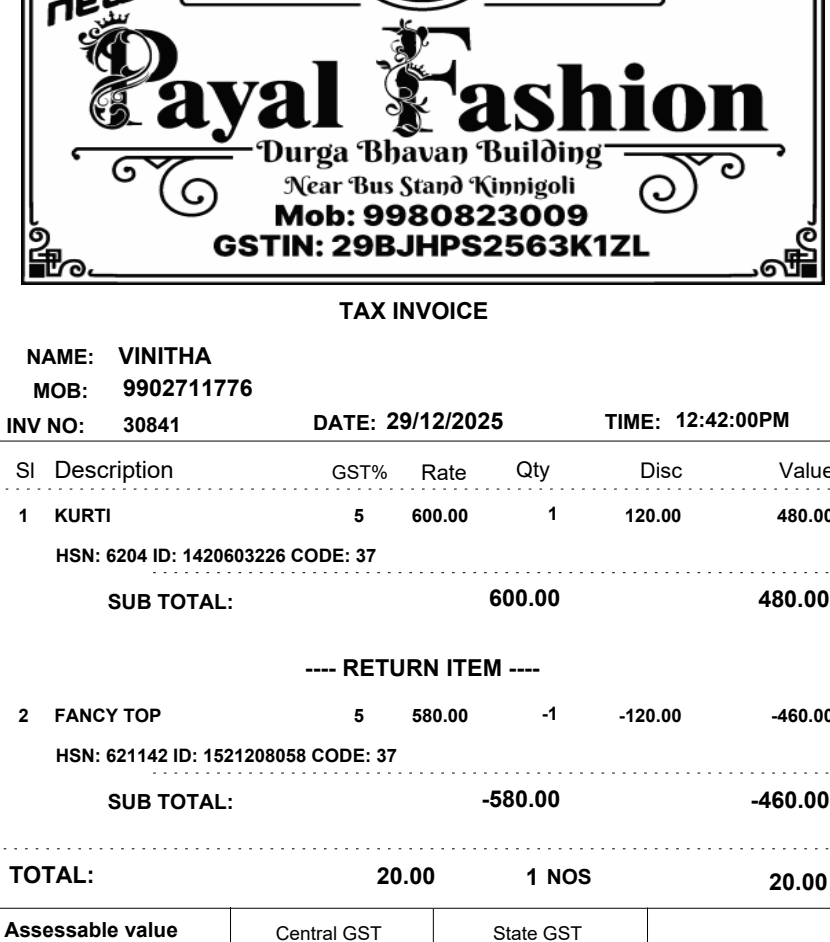 new
Payal Fashion
Durga Bhavan Building
Near Bus Stand Kinnigoli
Mob: 9980823009
GSTIN: 29BJHPS2563K1ZL
TAX INVOICE
NAME: VINITHA
MOB: 9902711776
INV NO: 30841 DATE: 29/12/2025 TIME: 12:42:00PM
Sl Description GST% Rate Qty Disc Value
1 KURTI 5 600.00 1 120.00 480.00
HSN: 6204 ID: 1420603226 CODE: 37
SUB TOTAL: 600.00 480.00
---- RETURN ITEM ----
2 FANCY TOP 5 580.00 -1 -120.00 -460.00
HSN: 621142 ID: 1521208058 CODE: 37
SUB TOTAL: -580.00 -460.00
TOTAL: 20.00 1 NOS 20.00
Assessable value Central GST State GST